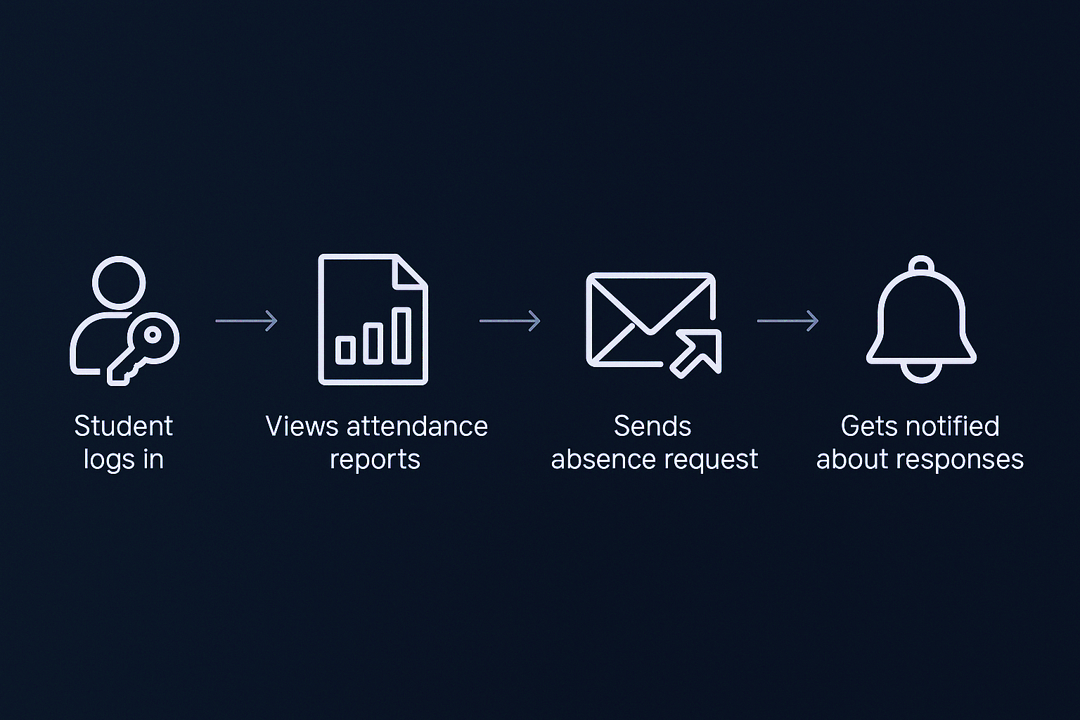 Student
logs in
Views attendance
reports
Sends
absence request
Gets notified
about responses